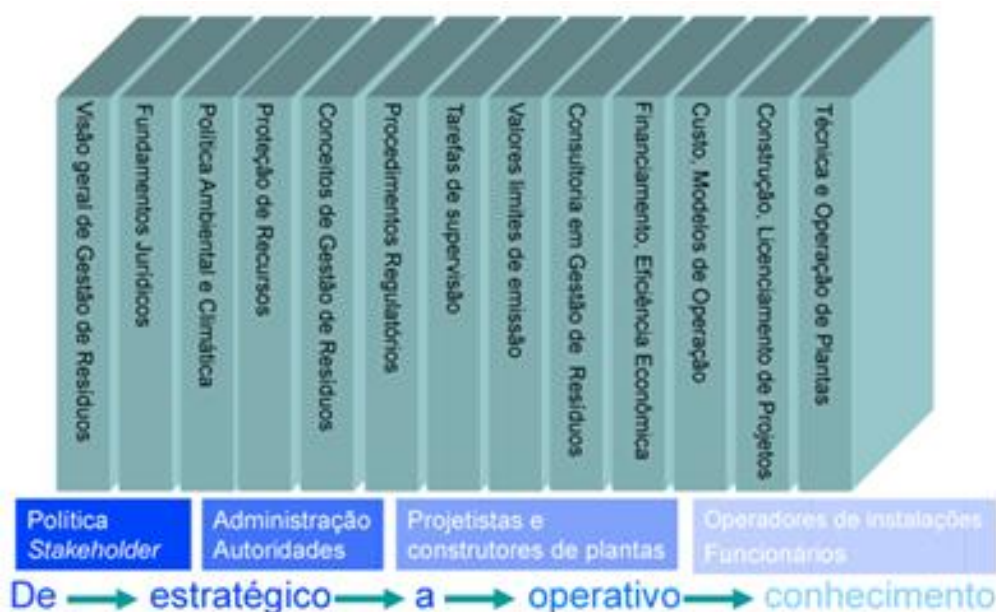 Visão geral de Gestão de Resíduos
Fundamentos Jurídicos
Política Ambiental e Climática
Proteção de Recursos
Conceitos de Gestão de Resíduos
Procedimentos Regulatórios
Tarefas de supervisão
Valores limites de emissão
Consultoria em Gestão de Resíduos
Financiamento, Eficiência Econômica
Custo, Modelos de Operação
Construção, Licenciamento de Projetos
Técnica e Operação de Plantas
Política
Stakeholder
Administração
Autoridades
Projetistas e
construtores de plantas
Operadores de instalações
Funcionários
De estratégico a operativo conhecimento